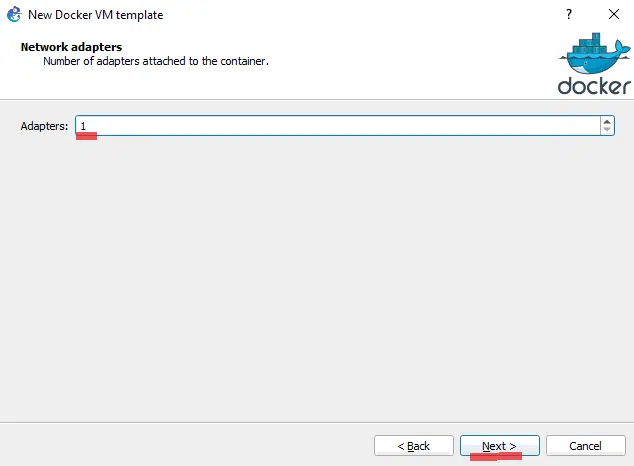 New Docker VM template
?
Network adapters
Number of adapters attached to the container.
docker
Adapters: 1
< Back Next > Cancel